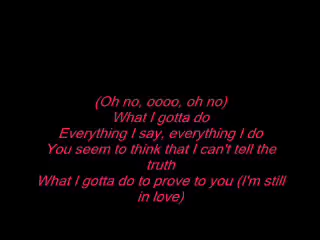 (Oh no, oooo, oh no)
What I gotta do
Everything I say, everything I do
You seem to think that I can't tell the
truth
What I gotta do to prove to you (I'm still
in love)